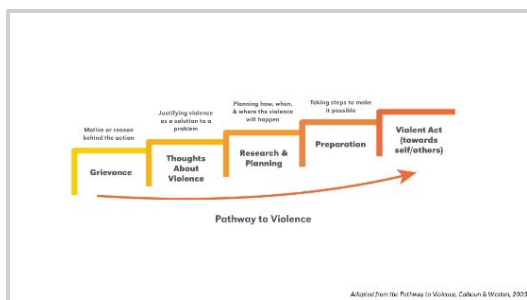 Motive or reason
behind the action
Grievance
Justifying violence
as a solution to a
problem
Thoughts
About
Violence
Planning how, when,
& where the violence
will happen
Research &
Planning
Taking steps to make
it possible
Preparation
Violent Act
(towards
self/others)
Pathway to Violence
Adapted from the Pathway to Violence, Calhoun & Weston,